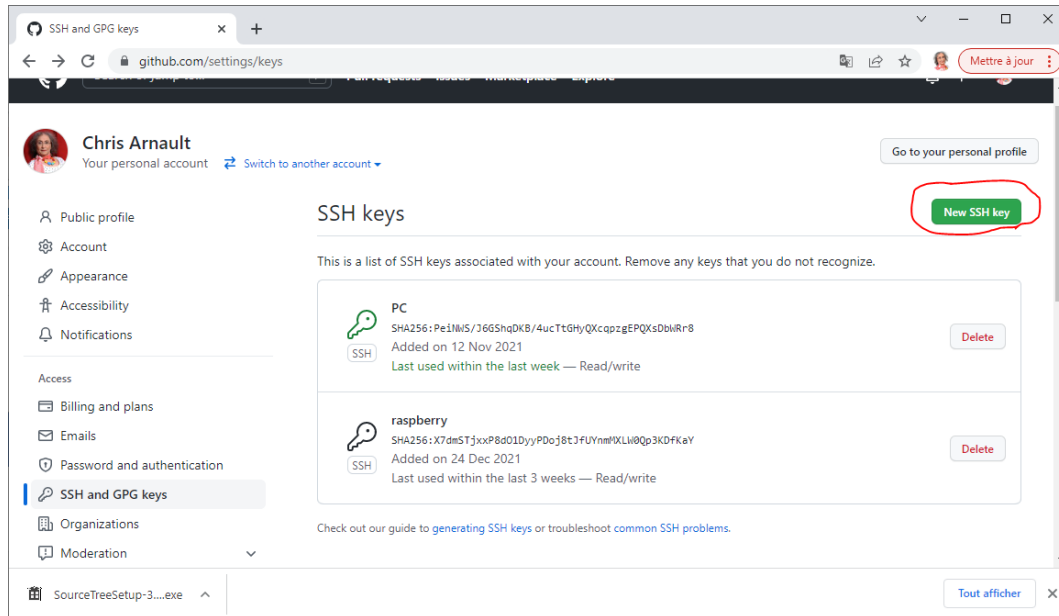 SSH and GPG keys
github.com/settings/keys
Mettre à jour
Chris Arnault
Your personal account
Switch to another account
Go to your personal profile
Public profile
Account
Appearance
Accessibility
Notifications
Access
Billing and plans
Emails
Password and authentication
SSH and GPG keys
Organizations
Moderation
SSH keys
New SSH key
This is a list of SSH keys associated with your account. Remove any keys that you do not recognize.
PC
SHA256:PeiNWS/J6GShqDKB/4ucTtGHyQXcqpzgEPQXsDbWRr8
SSH
Added on 12 Nov 2021
Last used within the last week — Read/write
Delete
raspberry
SHA256:X7dmSTjxxP8dO1DyyPDoj8tJfUYnmMXLW0Qp3KDfKaY
SSH
Added on 24 Dec 2021
Last used within the last 3 weeks — Read/write
Delete
Check out our guide to generating SSH keys or troubleshoot common SSH problems.
SourceTreeSetup-3....exe
Tout afficher